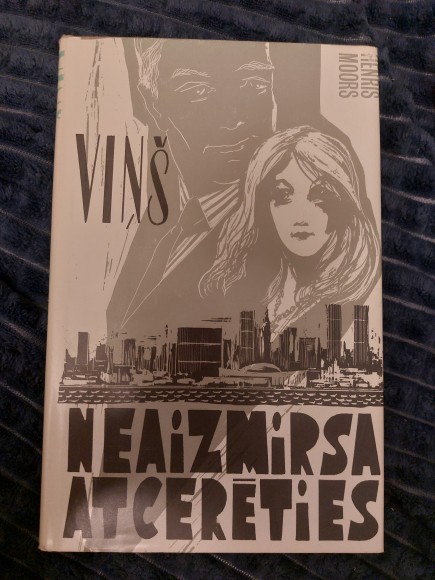 HENRIS
MOORS
VIŅŠ
NEAIZMIRSA
ATCERĒTIES